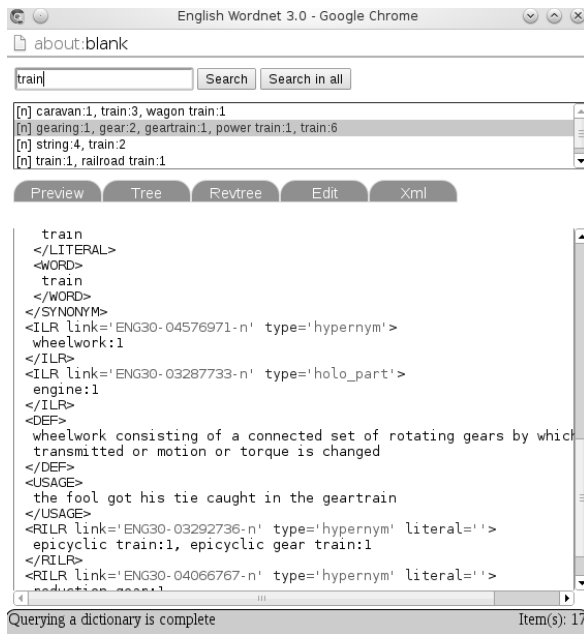 English Wordnet 3.0 - Google Chrome
about:blank
train Search Search in all
[n] caravan:1, train:3, wagon train:1
[n] gearing:1, gear:2, geartrain:1, power train:1, train:6
[n] string:4, train:2
[n] train:1, railroad train:1
Preview Tree Revtree Edit Xml
train
</LITERAL>
<WORD>
train
</WORD>
</SYNONYM>
<ILR link='ENG30-04576971-n' type='hypernym'>
wheelwork:1
</ILR>
<ILR link='ENG30-03287733-n' type='holo_part'>
engine:1
</ILR>
<DEF>
wheelwork consisting of a connected set of rotating gears by which
transmitted or motion or torque is changed
</DEF>
<USAGE>
the fool got his tie caught in the geartrain
</USAGE>
<RILR link='ENG30-03292736-n' type='hypernym' literal=''>
epicyclic train:1, epicyclic gear train:1
</RILR>
<RILR link='ENG30-04066767-n' type='hypernym' literal=''>
reduction gear:1
Querying a dictionary is complete Item(s): 17